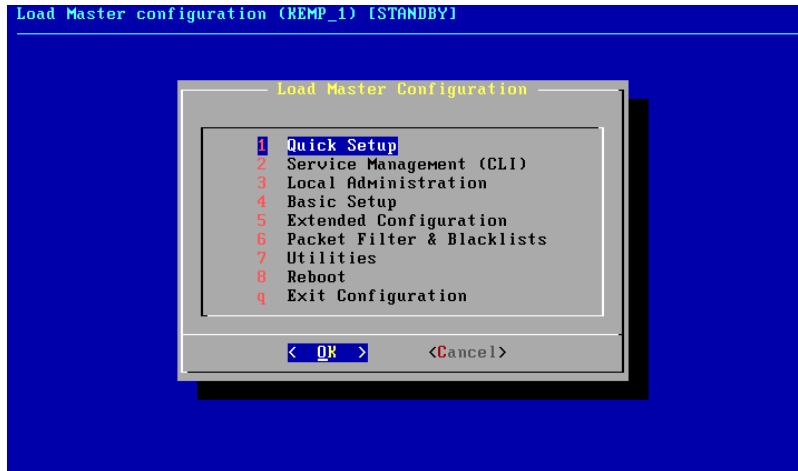 Load Master configuration (KEMP_1) [STANDBY]
Load Master Configuration
1 Quick Setup
2 Service Management (CLI)
3 Local Administration
4 Basic Setup
5 Extended Configuration
6 Packet Filter & Blacklists
7 Utilities
8 Reboot
q Exit Configuration
< OK > <Cancel>